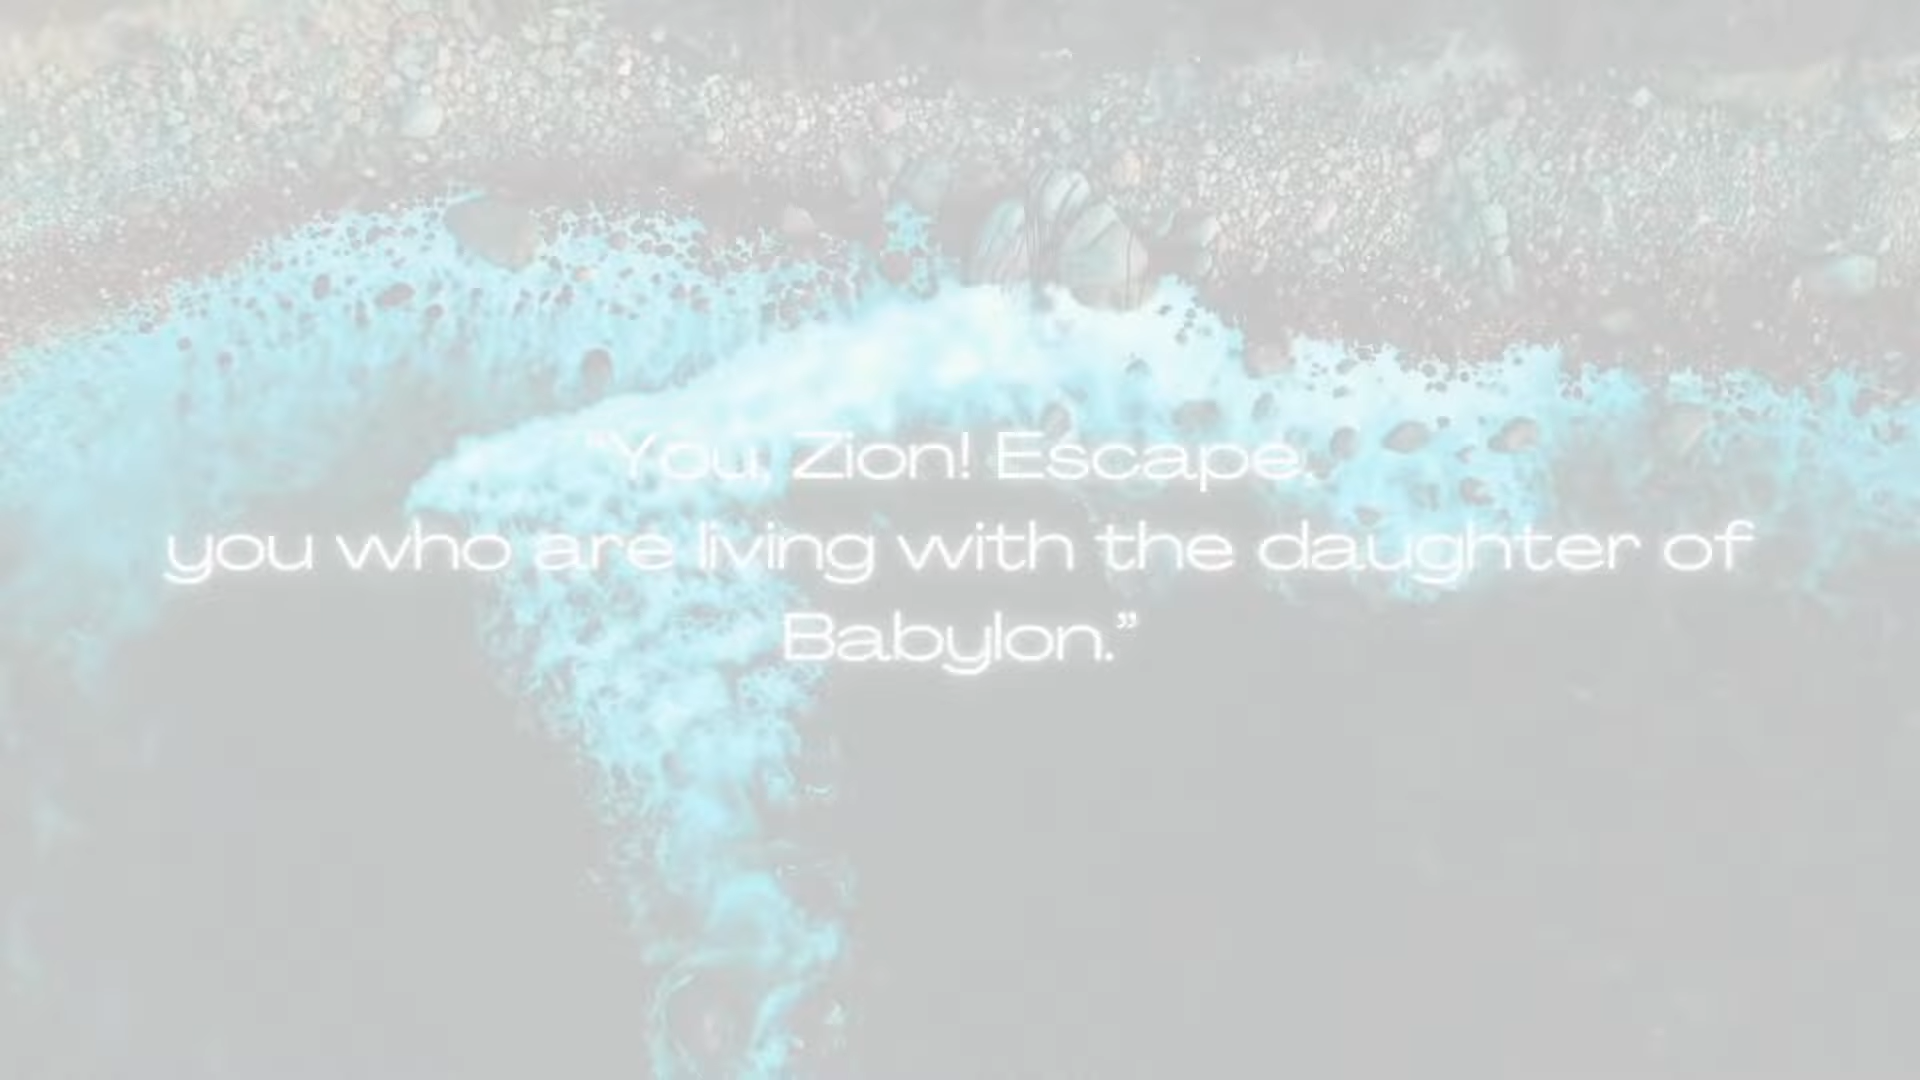 “You, Zion! Escape,
you who are living with the daughter of
Babylon.”